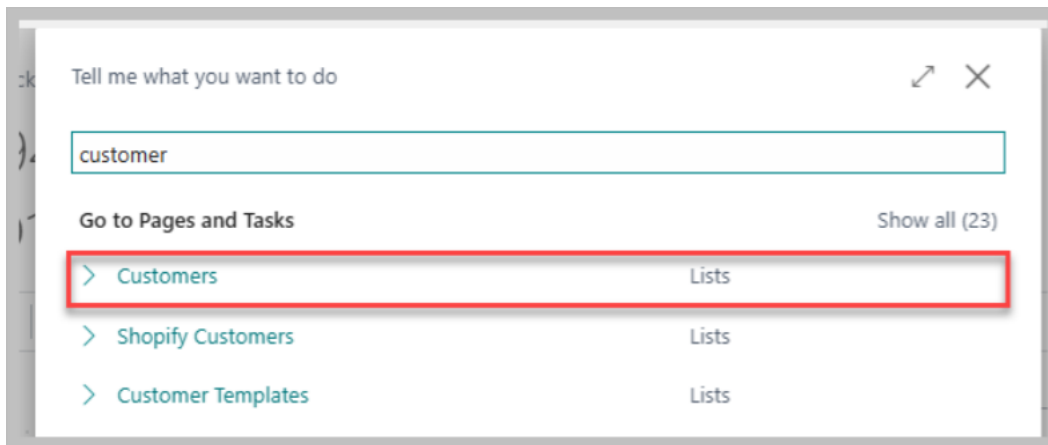 Tell me what you want to do
customer
Go to Pages and Tasks Show all (23)
Customers Lists
Shopify Customers Lists
Customer Templates Lists